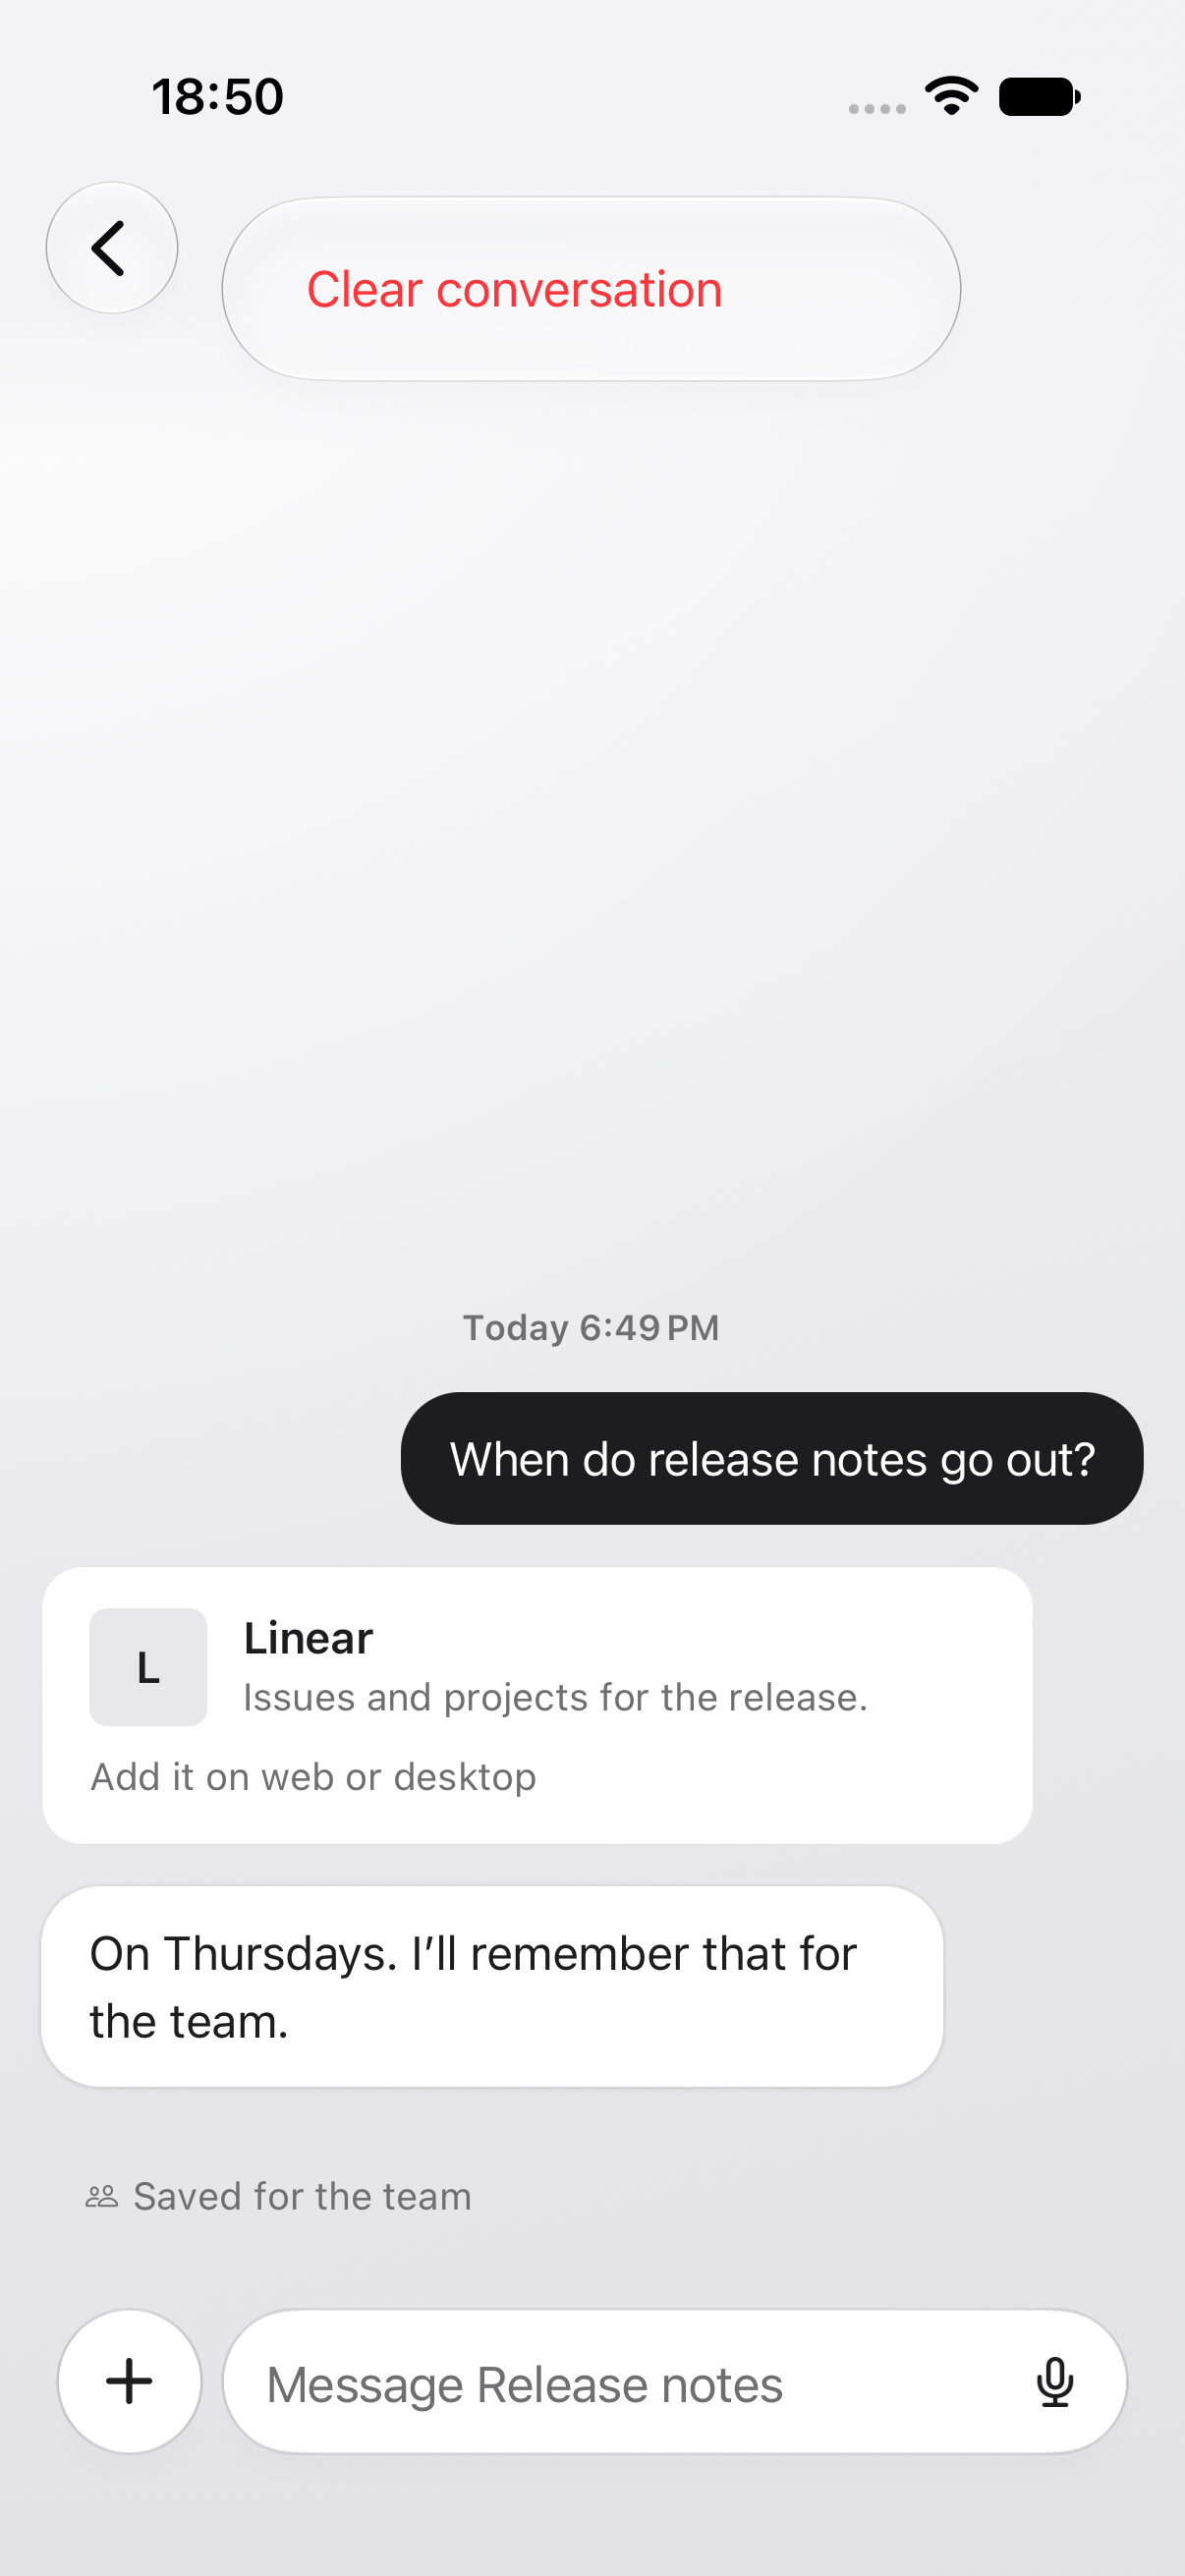 18:50
Clear conversation
Today 6:49 PM
When do release notes go out?
L
Linear
Issues and projects for the release.
Add it on web or desktop
On Thursdays. I’ll remember that for
the team.
Saved for the team
Message Release notes